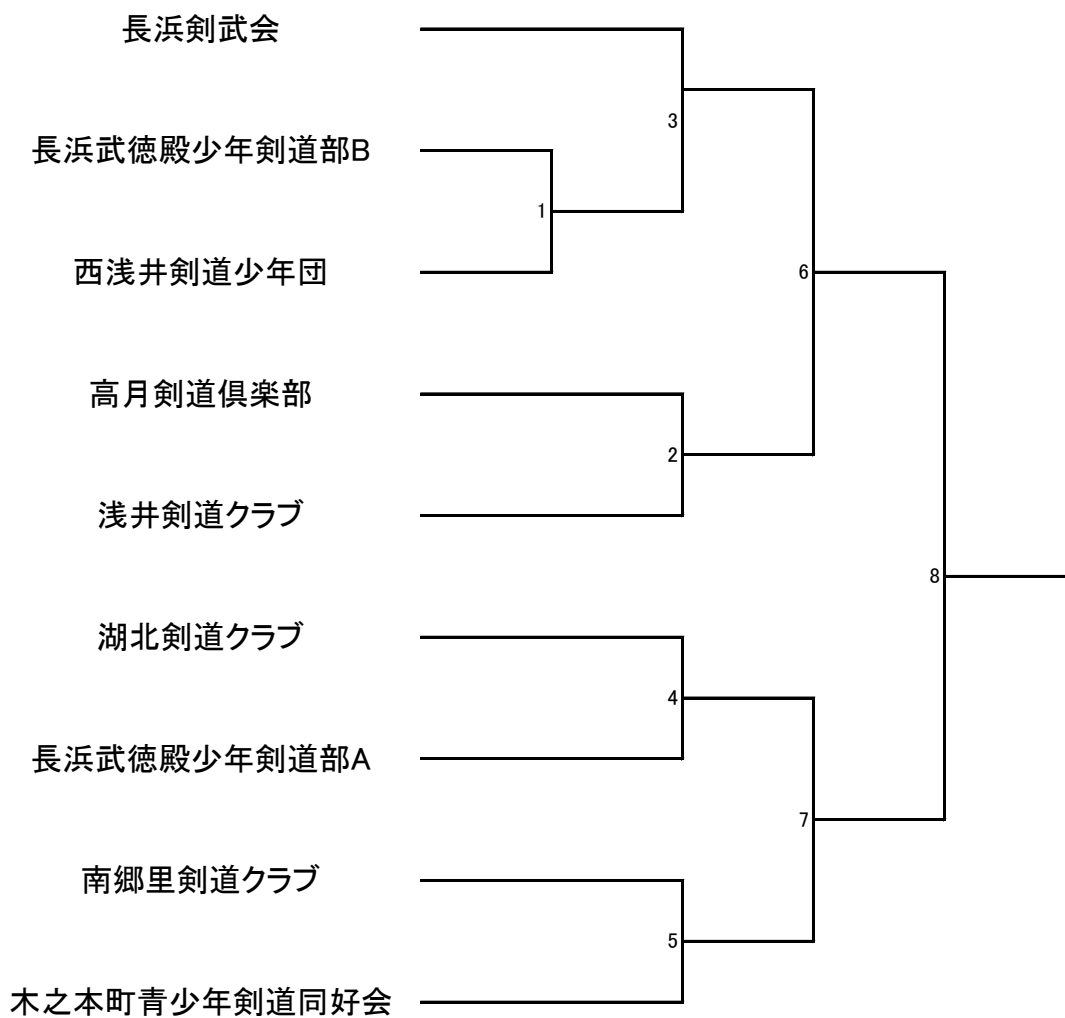 長浜剣武会
3
長浜武徳殿少年剣道部B
1
西浅井剣道少年団
6
高月剣道倶楽部
2
浅井剣道クラブ
8
湖北剣道クラブ
4
長浜武徳殿少年剣道部A
7
南郷里剣道クラブ
5
木之本町青少年剣道同好会